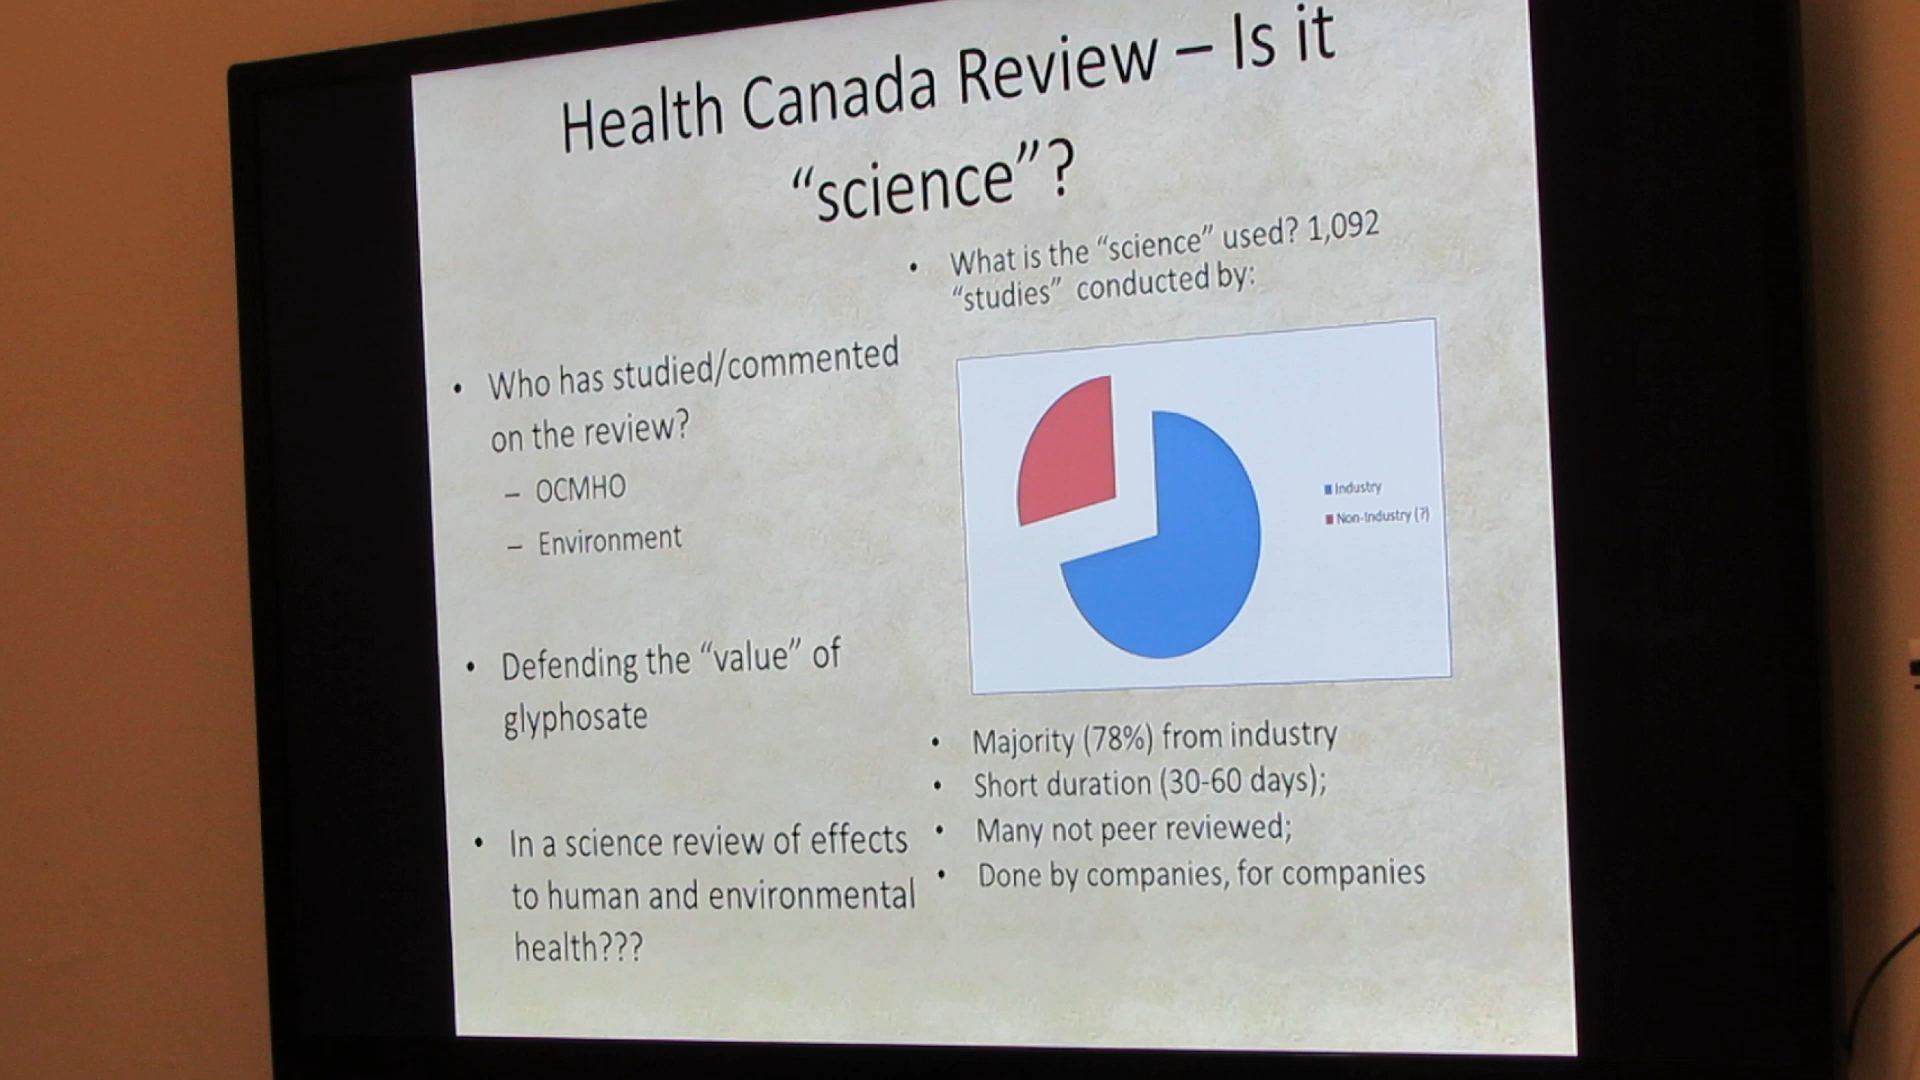 Health Canada Review – Is it
“science”?
• Who has studied/commented
on the review?
– OCMHO
– Environment
• Defending the “value” of
glyphosate
• In a science review of effects
to human and environmental
health???
• What is the “science” used? 1,092
“studies” conducted by:
Industry
Non-Industry (?)
• Majority (78%) from industry
• Short duration (30-60 days);
• Many not peer reviewed;
• Done by companies, for companies